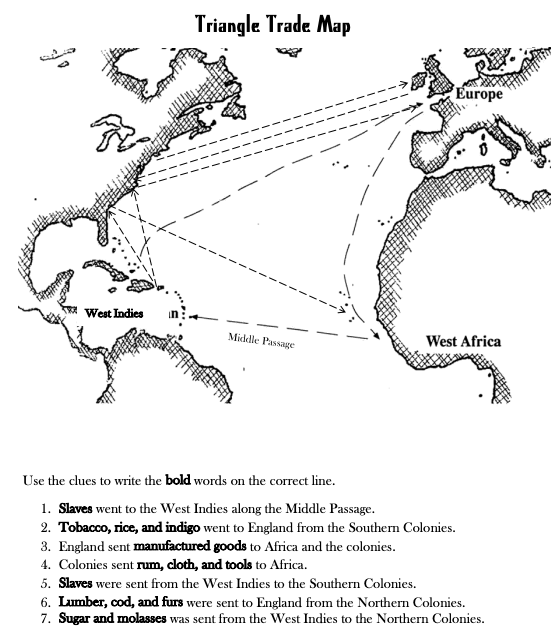 Triangle Trade Map
Europe
West Indies
n
Middle Passage
West Africa
Use the clues to write the bold words on the correct line.
1. Slaves went to the West Indies along the Middle Passage.
2. Tobacco, rice, and indigo went to England from the Southern Colonies.
3. England sent manufactured goods to Africa and the colonies.
4. Colonies sent rum, cloth, and tools to Africa.
5. Slaves were sent from the West Indies to the Southern Colonies.
6. Lumber, cod, and furs were sent to England from the Northern Colonies.
7. Sugar and molasses was sent from the West Indies to the Northern Colonies.